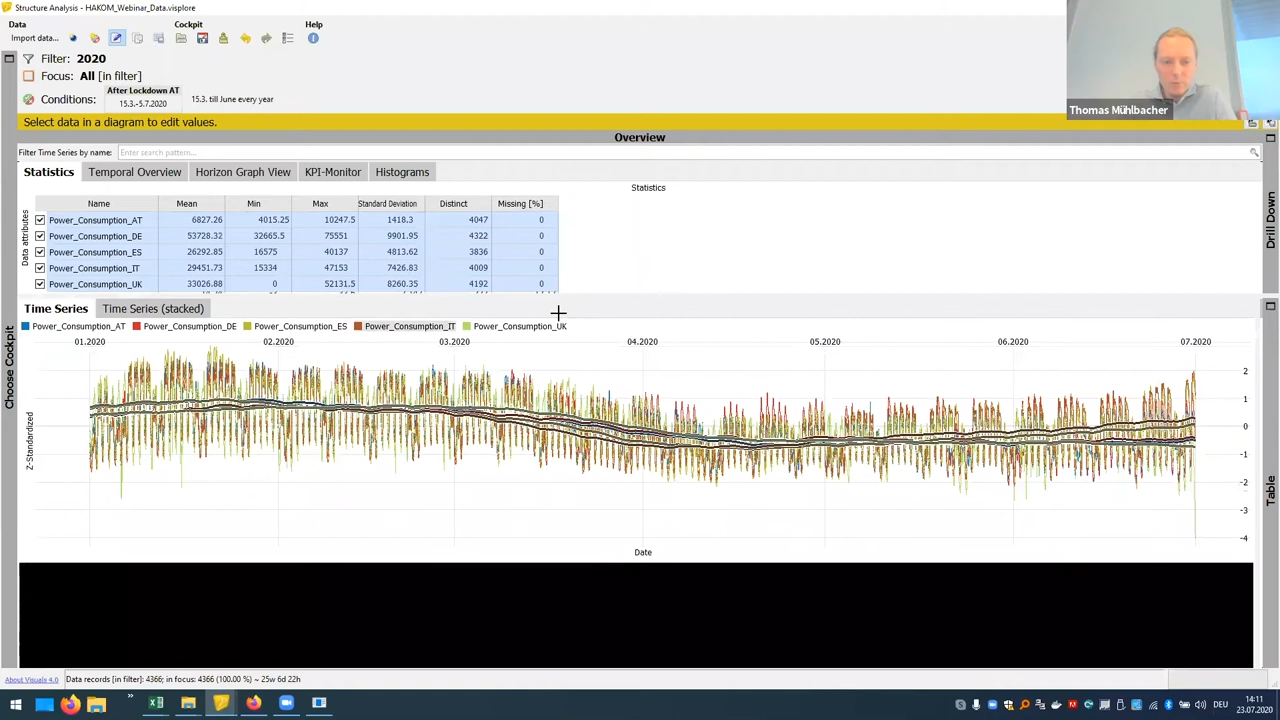 Structure Analysis - HAKOM_Webinar_Data.visplore
Data Cockpit Help
Import data...
Filter: 2020
Focus: All [in filter]
Conditions: After Lockdown AT 15.3.-5.7.2020 15.3. till June every year
Thomas Mühlbacher
Select data in a diagram to edit values.
Overview
Filter Time Series by name: Enter search pattern...
Statistics Temporal Overview Horizon Graph View KPI-Monitor Histograms
Statistics
Name Mean Min Max Standard Deviation Distinct Missing [%]
Power_Consumption_AT 6827.26 4015.25 10247.5 1418.3 4047 0
Power_Consumption_DE 53728.32 32665.5 75551 9901.95 4322 0
Power_Consumption_ES 26292.85 16575 40137 4813.62 3836 0
Power_Consumption_IT 29451.73 15334 47153 7426.83 4009 0
Power_Consumption_UK 33026.88 0 52131.5 8260.35 4192 0
Data attributes
Drill Down
Time Series Time Series (stacked)
Power_Consumption_AT Power_Consumption_DE Power_Consumption_ES Power_Consumption_IT Power_Consumption_UK
01.2020 02.2020 03.2020 04.2020 05.2020 06.2020 07.2020
2
1
0
-1
-2
-3
-4
Z-Standardized
Date
Choose Cockpit
Table
About Visuals 4.0 Data records [in filter]: 4366; in focus: 4366 (100.00 %) ~ 25w 6d 22h
DEU
14:11
23.07.2020